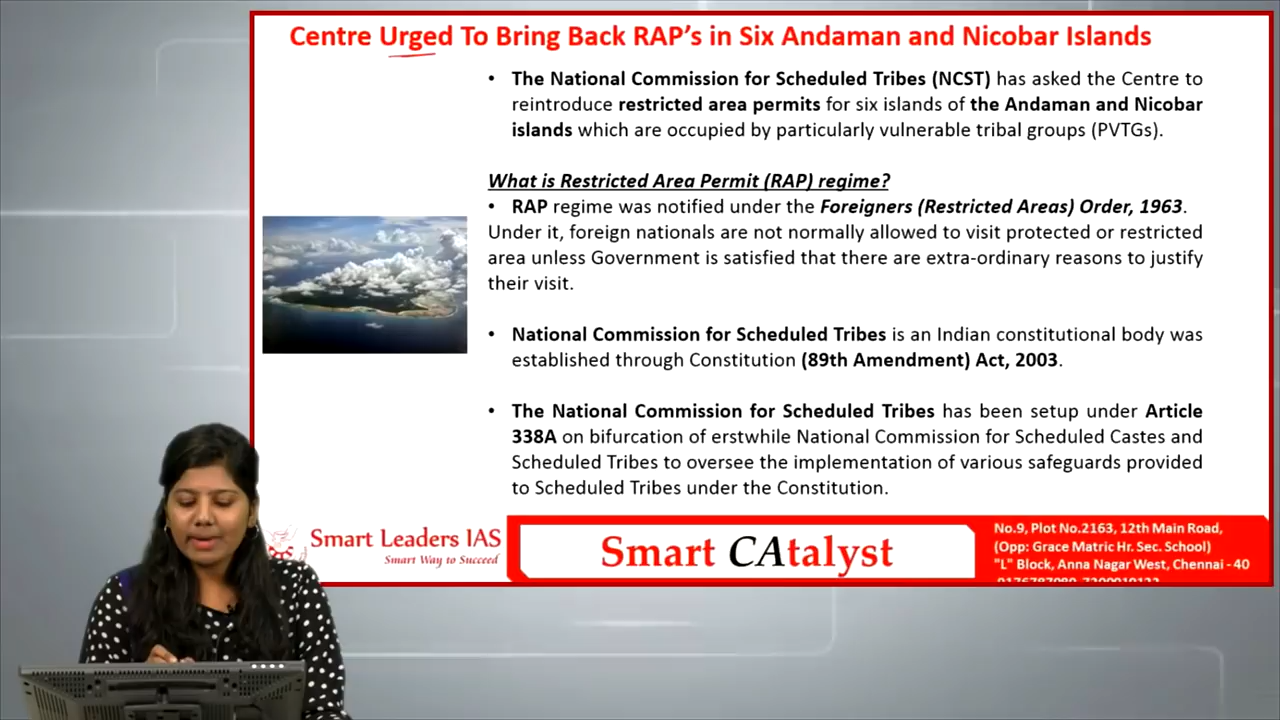 Centre Urged To Bring Back RAP's in Six Andaman and Nicobar Islands
• The National Commission for Scheduled Tribes (NCST) has asked the Centre to
reintroduce restricted area permits for six islands of the Andaman and Nicobar
islands which are occupied by particularly vulnerable tribal groups (PVTGs).
What is Restricted Area Permit (RAP) regime?
• RAP regime was notified under the Foreigners (Restricted Areas) Order, 1963.
Under it, foreign nationals are not normally allowed to visit protected or restricted
area unless Government is satisfied that there are extra-ordinary reasons to justify
their visit.
• National Commission for Scheduled Tribes is an Indian constitutional body was
established through Constitution (89th Amendment) Act, 2003.
• The National Commission for Scheduled Tribes has been setup under Article
338A on bifurcation of erstwhile National Commission for Scheduled Castes and
Scheduled Tribes to oversee the implementation of various safeguards provided
to Scheduled Tribes under the Constitution.
Smart Leaders IAS
Smart Way to Succeed
Smart CAtalyst
No.9, Plot No.2163, 12th Main Road,
(Opp: Grace Matric Hr. Sec. School)
"L" Block, Anna Nagar West, Chennai - 40